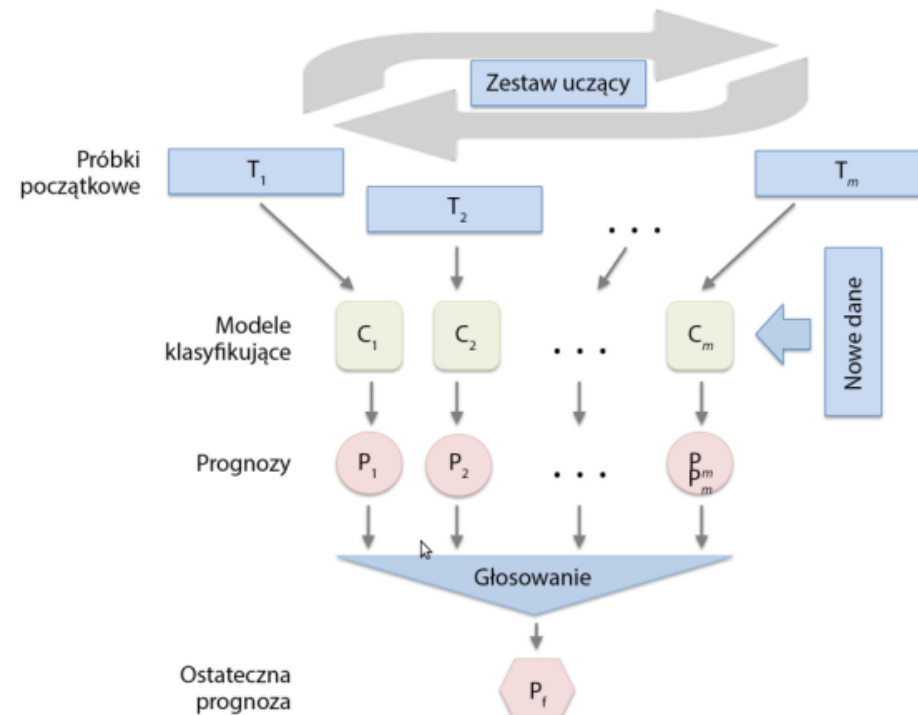 Zestaw uczący
Próbki
początkowe
T1
T2
. . .
Tm
Modele
klasyfikujące
C1
C2
. . .
Cm
Nowe dane
Prognozy
P1
P2
. . .
Pm
Pm
Głosowanie
Ostateczna
prognoza
Pf